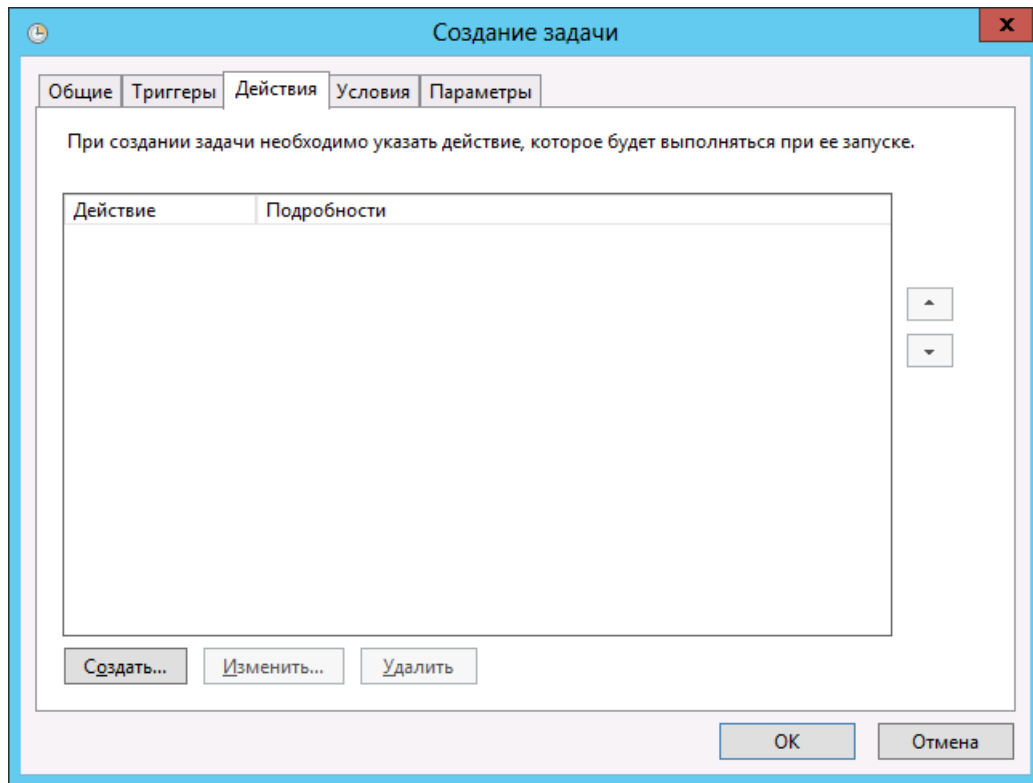 Создание задачи
x
Общие Триггеры Действия Условия Параметры
При создании задачи необходимо указать действие, которое будет выполняться при ее запуске.
Действие Подробности
Создать... Изменить... Удалить
ОК Отмена